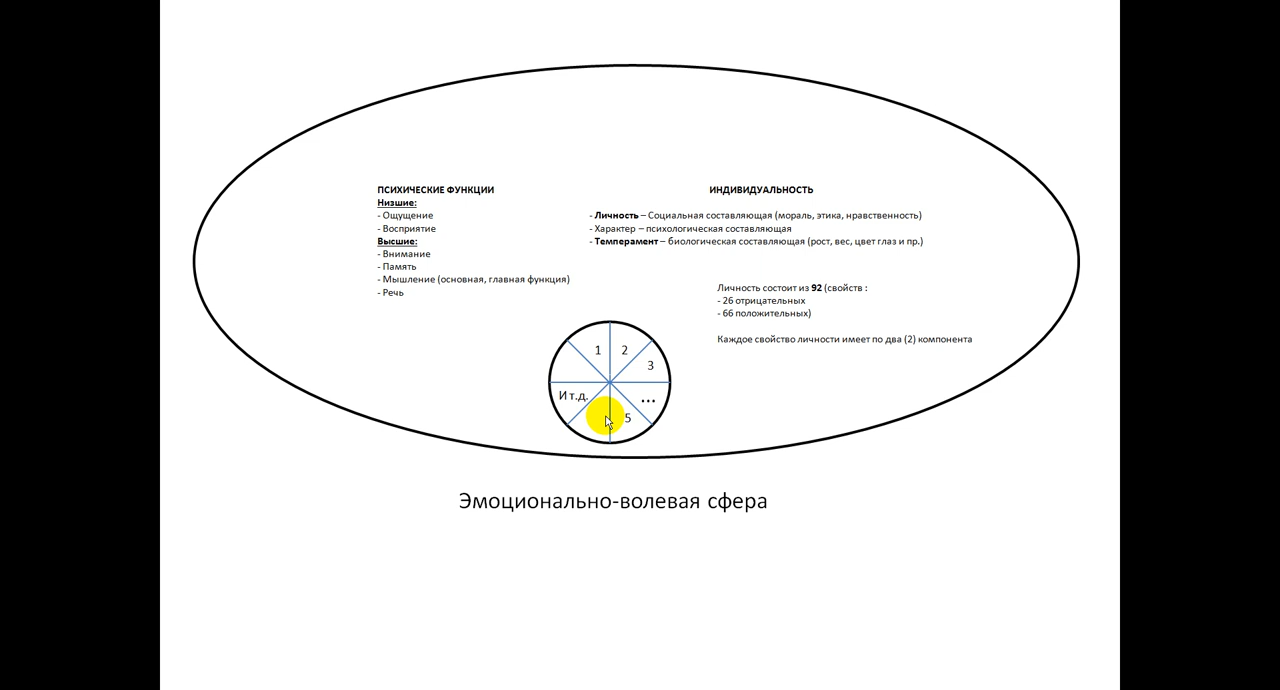 ПСИХИЧЕСКИЕ ФУНКЦИИ
Низшие:
- Ощущение
- Восприятие
Высшие:
- Внимание
- Память
- Мышление (основная, главная функция)
- Речь
ИНДИВИДУАЛЬНОСТЬ
- Личность – Социальная составляющая (мораль, этика, нравственность)
- Характер – психологическая составляющая
- Темперамент – биологическая составляющая (рост, вес, цвет глаз и пр.)
Личность состоит из 92 (свойств :
- 26 отрицательных
- 66 положительных)
Каждое свойство личности имеет по два (2) компонента
1
2
3
...
5
И т.д.
Эмоционально-волевая сфера